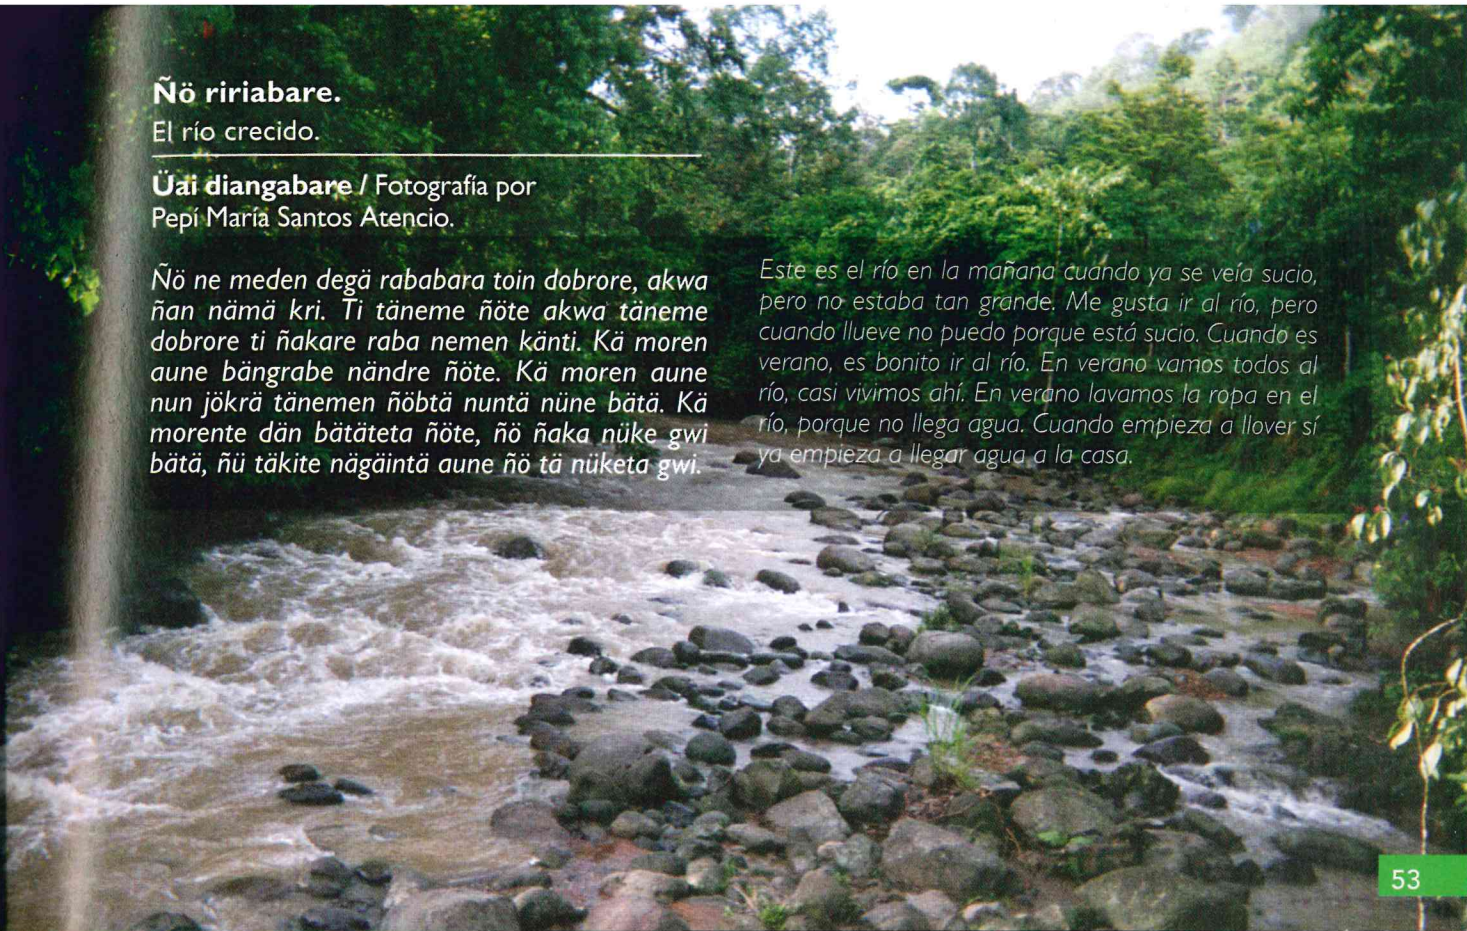 Ñö ririabare.
El río crecido.
Üai diangabare / Fotografía por
Pepí María Santos Atencio.
Ñö ne meden degä rababara toin dobrore, akwa
ñan nämä kri. Ti täneme ñöte akwa täneme
dobrore ti ñakare raba nemen känti. Kä moren
aune bängrabe nändre ñöte. Kä moren aune
nun jökrä tänemen ñöbtä nuntä nüne bätä. Kä
morente dän bätäteta ñöte, ñö ñaka nüke gwi
bätä, ñü täkite nägäintä aune ñö tä nüketa gwi.
Este es el río en la mañana cuando ya se veía sucio,
pero no estaba tan grande. Me gusta ir al río, pero
cuando llueve no puedo porque está sucio. Cuando es
verano, es bonito ir al río. En verano vamos todos al
río, casi vivimos ahí. En verano lavamos la ropa en el
río, porque no llega agua. Cuando empieza a llover sí
ya empieza a llegar agua a la casa.
53